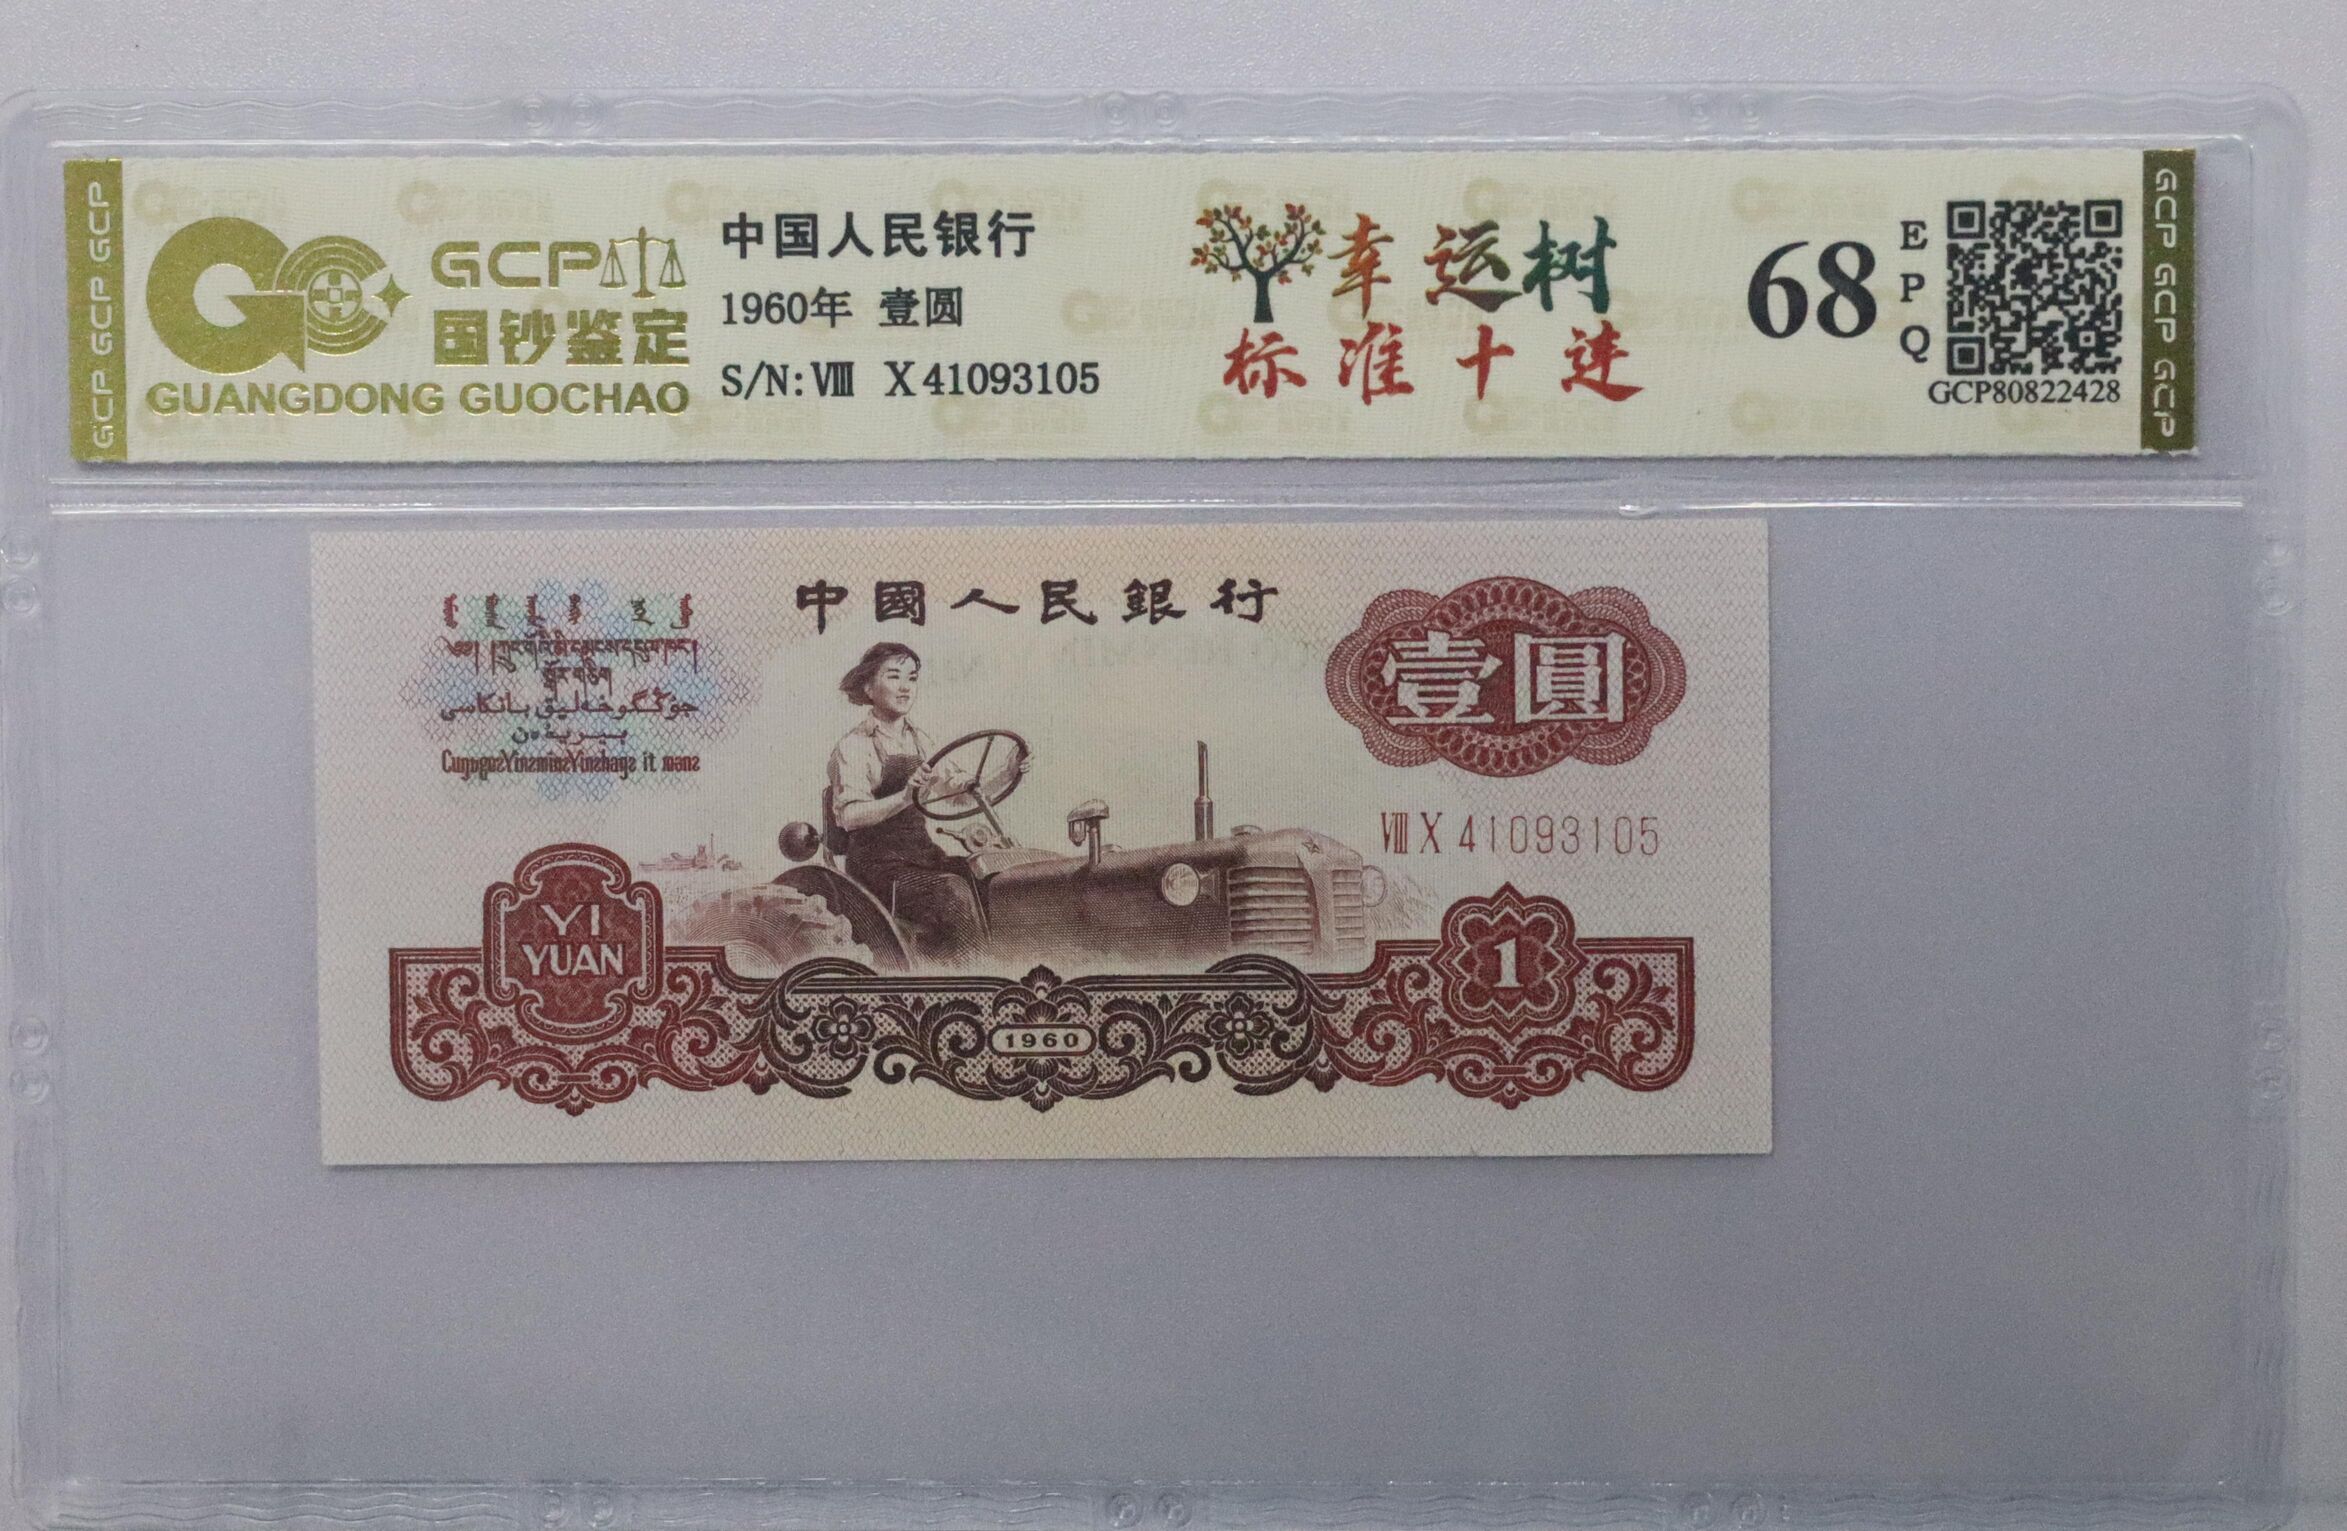 GCP GCP GCP
GCP
国钞鉴定
GUANGDONG GUOCHAO
中国人民银行
1960年 壹圆
S/N: Ⅷ X 41093105
幸运树
标准十连
68
EPQ
GCP80822428
GCP GCP GCP
中國人民銀行
壹圓
Ⅷ X 41093105
YI
YUAN
1960
1